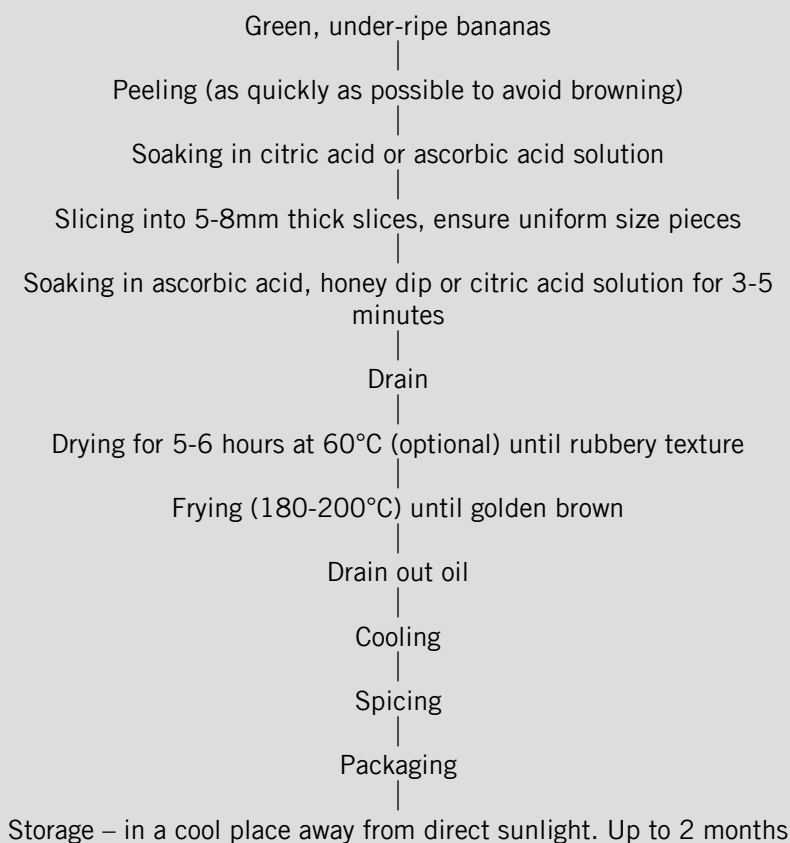 Green, under-ripe bananas
Peeling (as quickly as possible to avoid browning)
Soaking in citric acid or ascorbic acid solution
Slicing into 5-8mm thick slices, ensure uniform size pieces
Soaking in ascorbic acid, honey dip or citric acid solution for 3-5
minutes
Drain
Drying for 5-6 hours at 60°C (optional) until rubbery texture
Frying (180-200°C) until golden brown
Drain out oil
Cooling
Spicing
Packaging
Storage – in a cool place away from direct sunlight. Up to 2 months